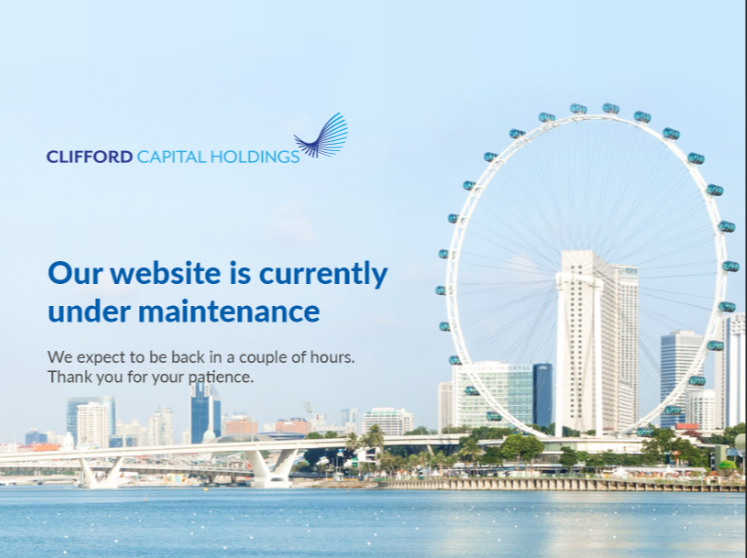 CLIFFORD CAPITAL HOLDINGS
Our website is currently
under maintenance
We expect to be back in a couple of hours.
Thank you for your patience.